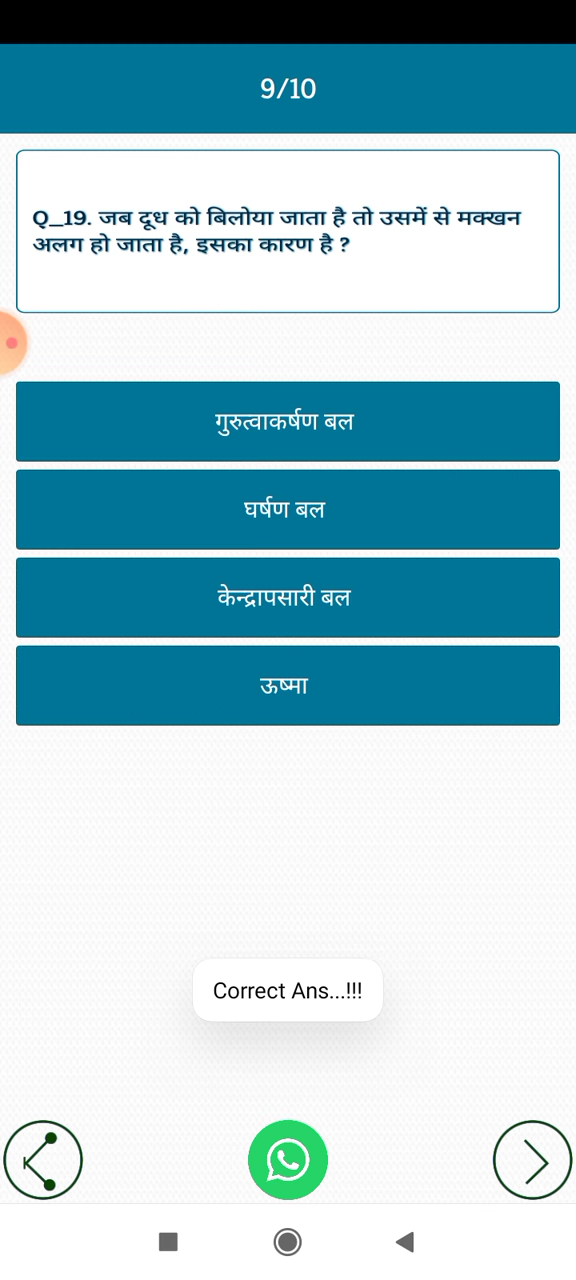 9/10
Q_19. जब दूध को बिलोया जाता है तो उसमें से मक्खन
अलग हो जाता है, इसका कारण है ?
गुरुत्वाकर्षण बल
घर्षण बल
केन्द्रापसारी बल
ऊष्मा
Correct Ans...!!!